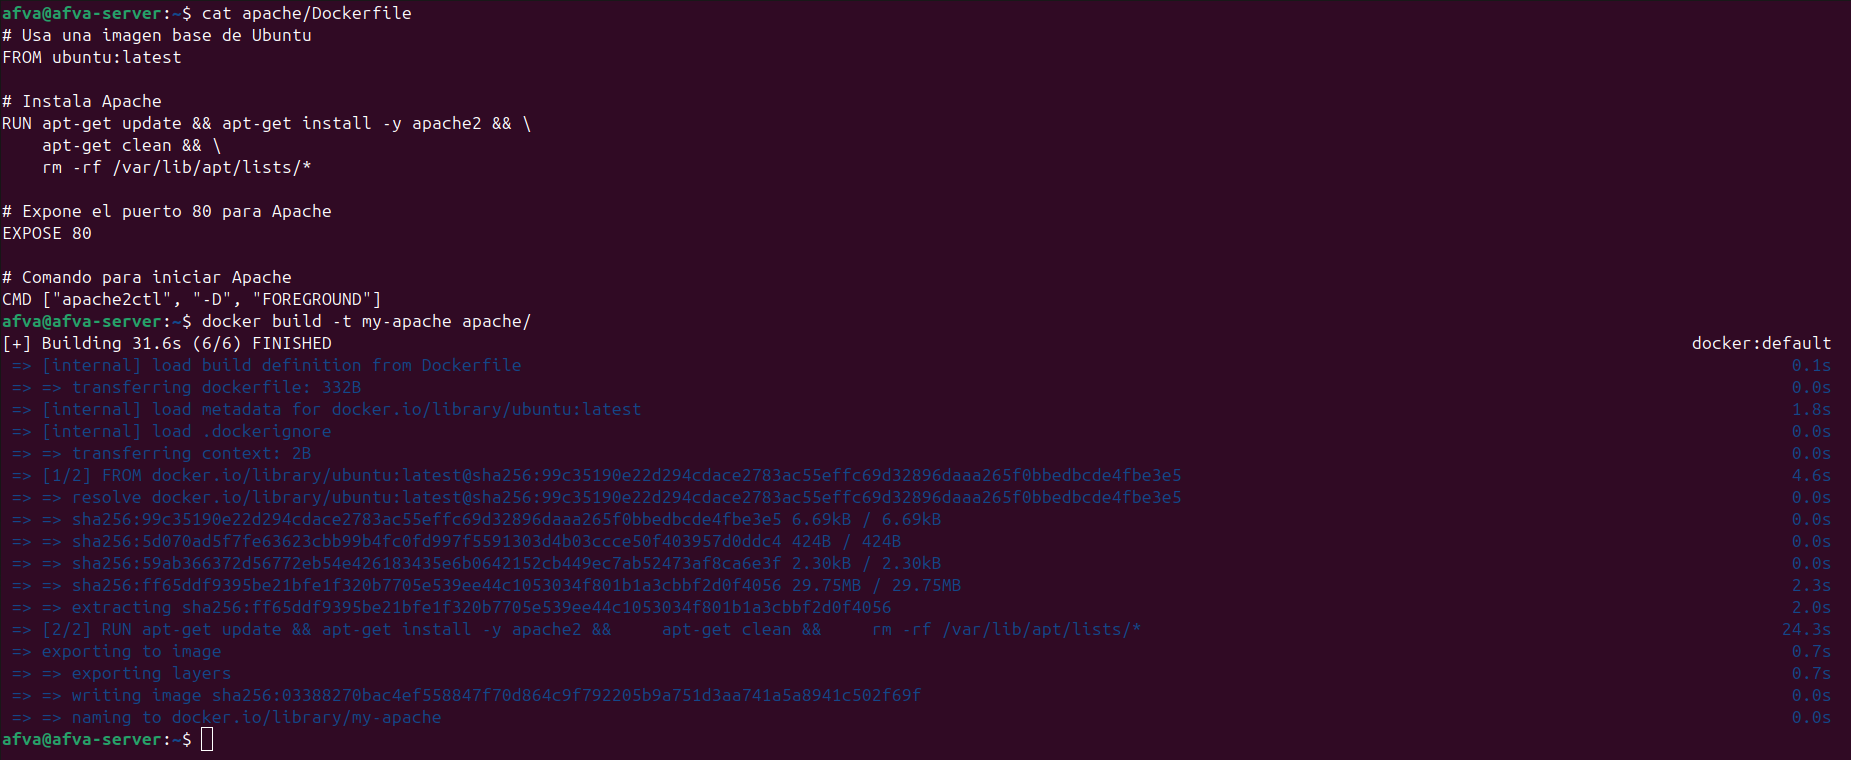 afva@afva-server:~$ cat apache/Dockerfile
# Usa una imagen base de Ubuntu
FROM ubuntu:latest
# Instala Apache
RUN apt-get update && apt-get install -y apache2 && \
apt-get clean && \
rm -rf /var/lib/apt/lists/*
# Expone el puerto 80 para Apache
EXPOSE 80
# Comando para iniciar Apache
CMD ["apache2ctl", "-D", "FOREGROUND"]
afva@afva-server:~$ docker build -t my-apache apache/
[+] Building 31.6s (6/6) FINISHED docker:default
=> [internal] load build definition from Dockerfile 0.1s
=> => transferring dockerfile: 332B 0.0s
=> [internal] load metadata for docker.io/library/ubuntu:latest 1.8s
=> [internal] load .dockerignore 0.0s
=> => transferring context: 2B 0.0s
=> [1/2] FROM docker.io/library/ubuntu:latest@sha256:99c35190e22d294cdace2783ac55effc69d32896daaa265f0bbedbcde4fbe3e5 4.6s
=> => resolve docker.io/library/ubuntu:latest@sha256:99c35190e22d294cdace2783ac55effc69d32896daaa265f0bbedbcde4fbe3e5 0.0s
=> => sha256:99c35190e22d294cdace2783ac55effc69d32896daaa265f0bbedbcde4fbe3e5 6.69kB / 6.69kB 0.0s
=> => sha256:5d070ad5f7fe63623cbb99b4fc0fd997f5591303d4b03ccce50f403957d0ddc4 424B / 424B 0.0s
=> => sha256:59ab366372d56772eb54e426183435e6b0642152cb449ec7ab52473af8ca6e3f 2.30kB / 2.30kB 0.0s
=> => sha256:ff65ddf9395be21bfe1f320b7705e539ee44c1053034f801b1a3cbbf2d0f4056 29.75MB / 29.75MB 2.3s
=> => extracting sha256:ff65ddf9395be21bfe1f320b7705e539ee44c1053034f801b1a3cbbf2d0f4056 2.0s
=> [2/2] RUN apt-get update && apt-get install -y apache2 && apt-get clean && rm -rf /var/lib/apt/lists/* 24.3s
=> exporting to image 0.7s
=> => exporting layers 0.7s
=> => writing image sha256:03388270bac4ef558847f70d864c9f792205b9a751d3aa741a5a8941c502f69f 0.0s
=> => naming to docker.io/library/my-apache 0.0s
afva@afva-server:~$